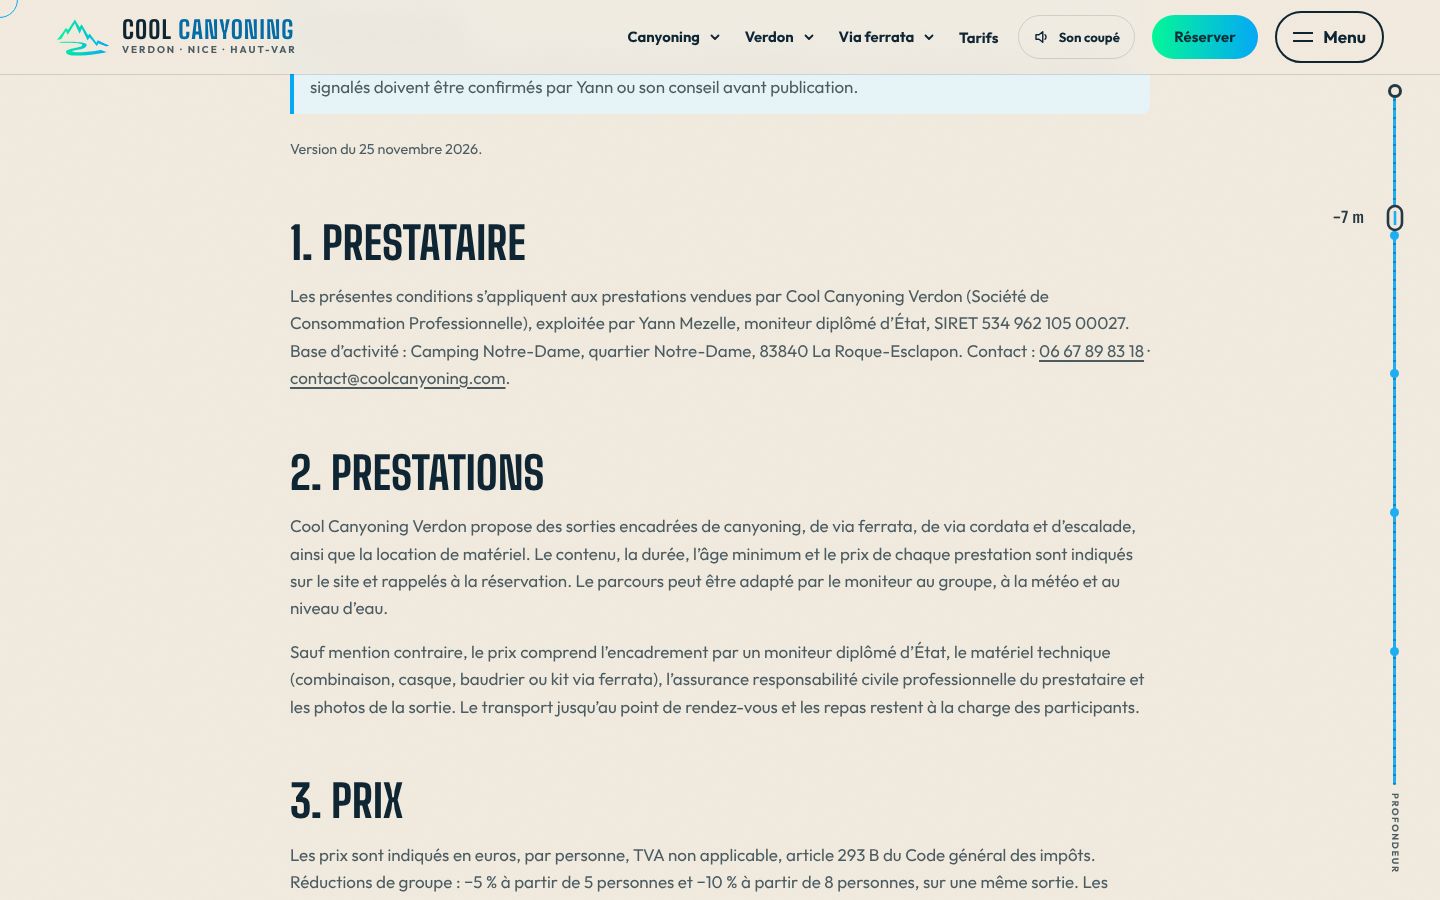 COOL CANYONING
VERDON · NICE · HAUT-VAR
Canyoning
Verdon
Via ferrata
Tarifs
Son coupé
Réserver
Menu
signalés doivent être confirmés par Yann ou son conseil avant publication.
Version du 25 novembre 2026.
−7 m
1. PRESTATAIRE
Les présentes conditions s’appliquent aux prestations vendues par Cool Canyoning Verdon (Société de
Consommation Professionnelle), exploitée par Yann Mezelle, moniteur diplômé d’État, SIRET 534 962 105 00027.
Base d’activité : Camping Notre-Dame, quartier Notre-Dame, 83840 La Roque-Esclapon. Contact : 06 67 89 83 18 ·
contact@coolcanyoning.com.
2. PRESTATIONS
Cool Canyoning Verdon propose des sorties encadrées de canyoning, de via ferrata, de via cordata et d’escalade,
ainsi que la location de matériel. Le contenu, la durée, l’âge minimum et le prix de chaque prestation sont indiqués
sur le site et rappelés à la réservation. Le parcours peut être adapté par le moniteur au groupe, à la météo et au
niveau d’eau.
Sauf mention contraire, le prix comprend l’encadrement par un moniteur diplômé d’État, le matériel technique
(combinaison, casque, baudrier ou kit via ferrata), l’assurance responsabilité civile professionnelle du prestataire et
les photos de la sortie. Le transport jusqu’au point de rendez-vous et les repas restent à la charge des participants.
3. PRIX
Les prix sont indiqués en euros, par personne, TVA non applicable, article 293 B du Code général des impôts.
Réductions de groupe : −5 % à partir de 5 personnes et −10 % à partir de 8 personnes, sur une même sortie. Les
PROFONDEUR